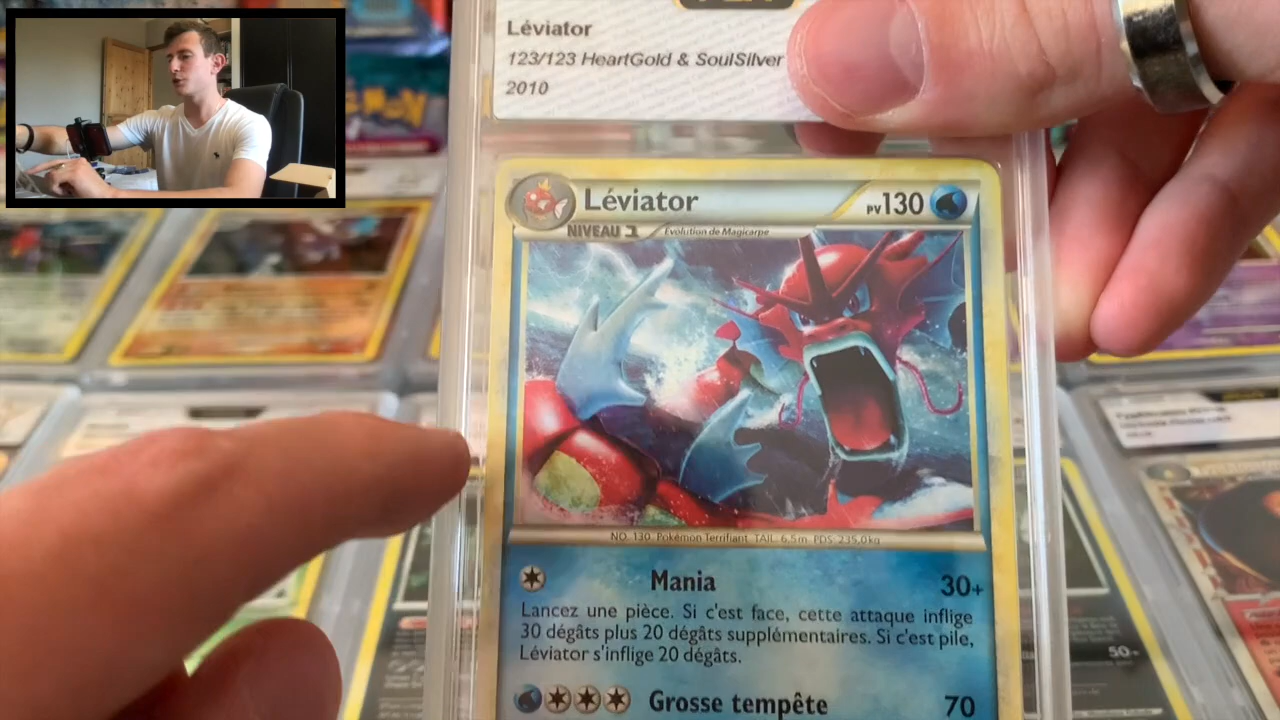 Léviator
123/123 HeartGold & SoulSilver
2010
Léviator
PV130
NIVEAU 1
Évolution de Magicarpe
NO. 130 Pokémon Terrifiant TAIL. 6,5m PDS: 235,0kg
Mania 30+
Lancez une pièce. Si c'est face, cette attaque inflige
30 dégâts plus 20 dégâts supplémentaires. Si c'est pile,
Léviator s'inflige 20 dégâts.
Grosse tempête 70
50-